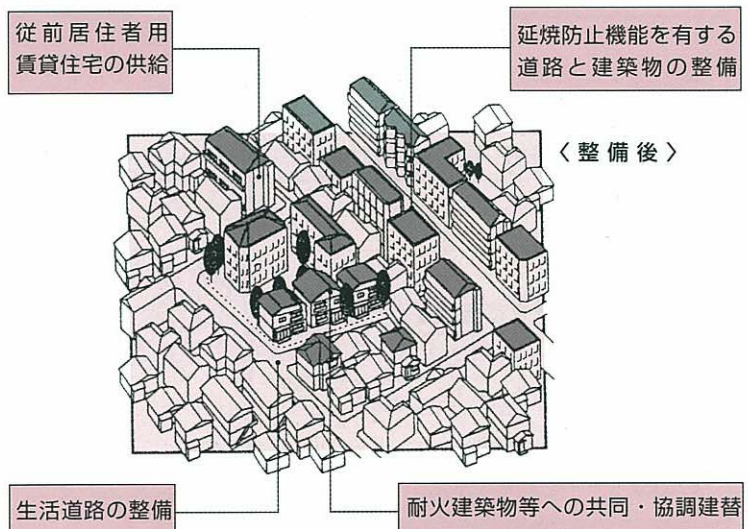 従前居住者用
賃貸住宅の供給
延焼防止機能を有する
道路と建築物の整備
〈整備後〉
生活道路の整備
耐火建築物等への共同・協調建替